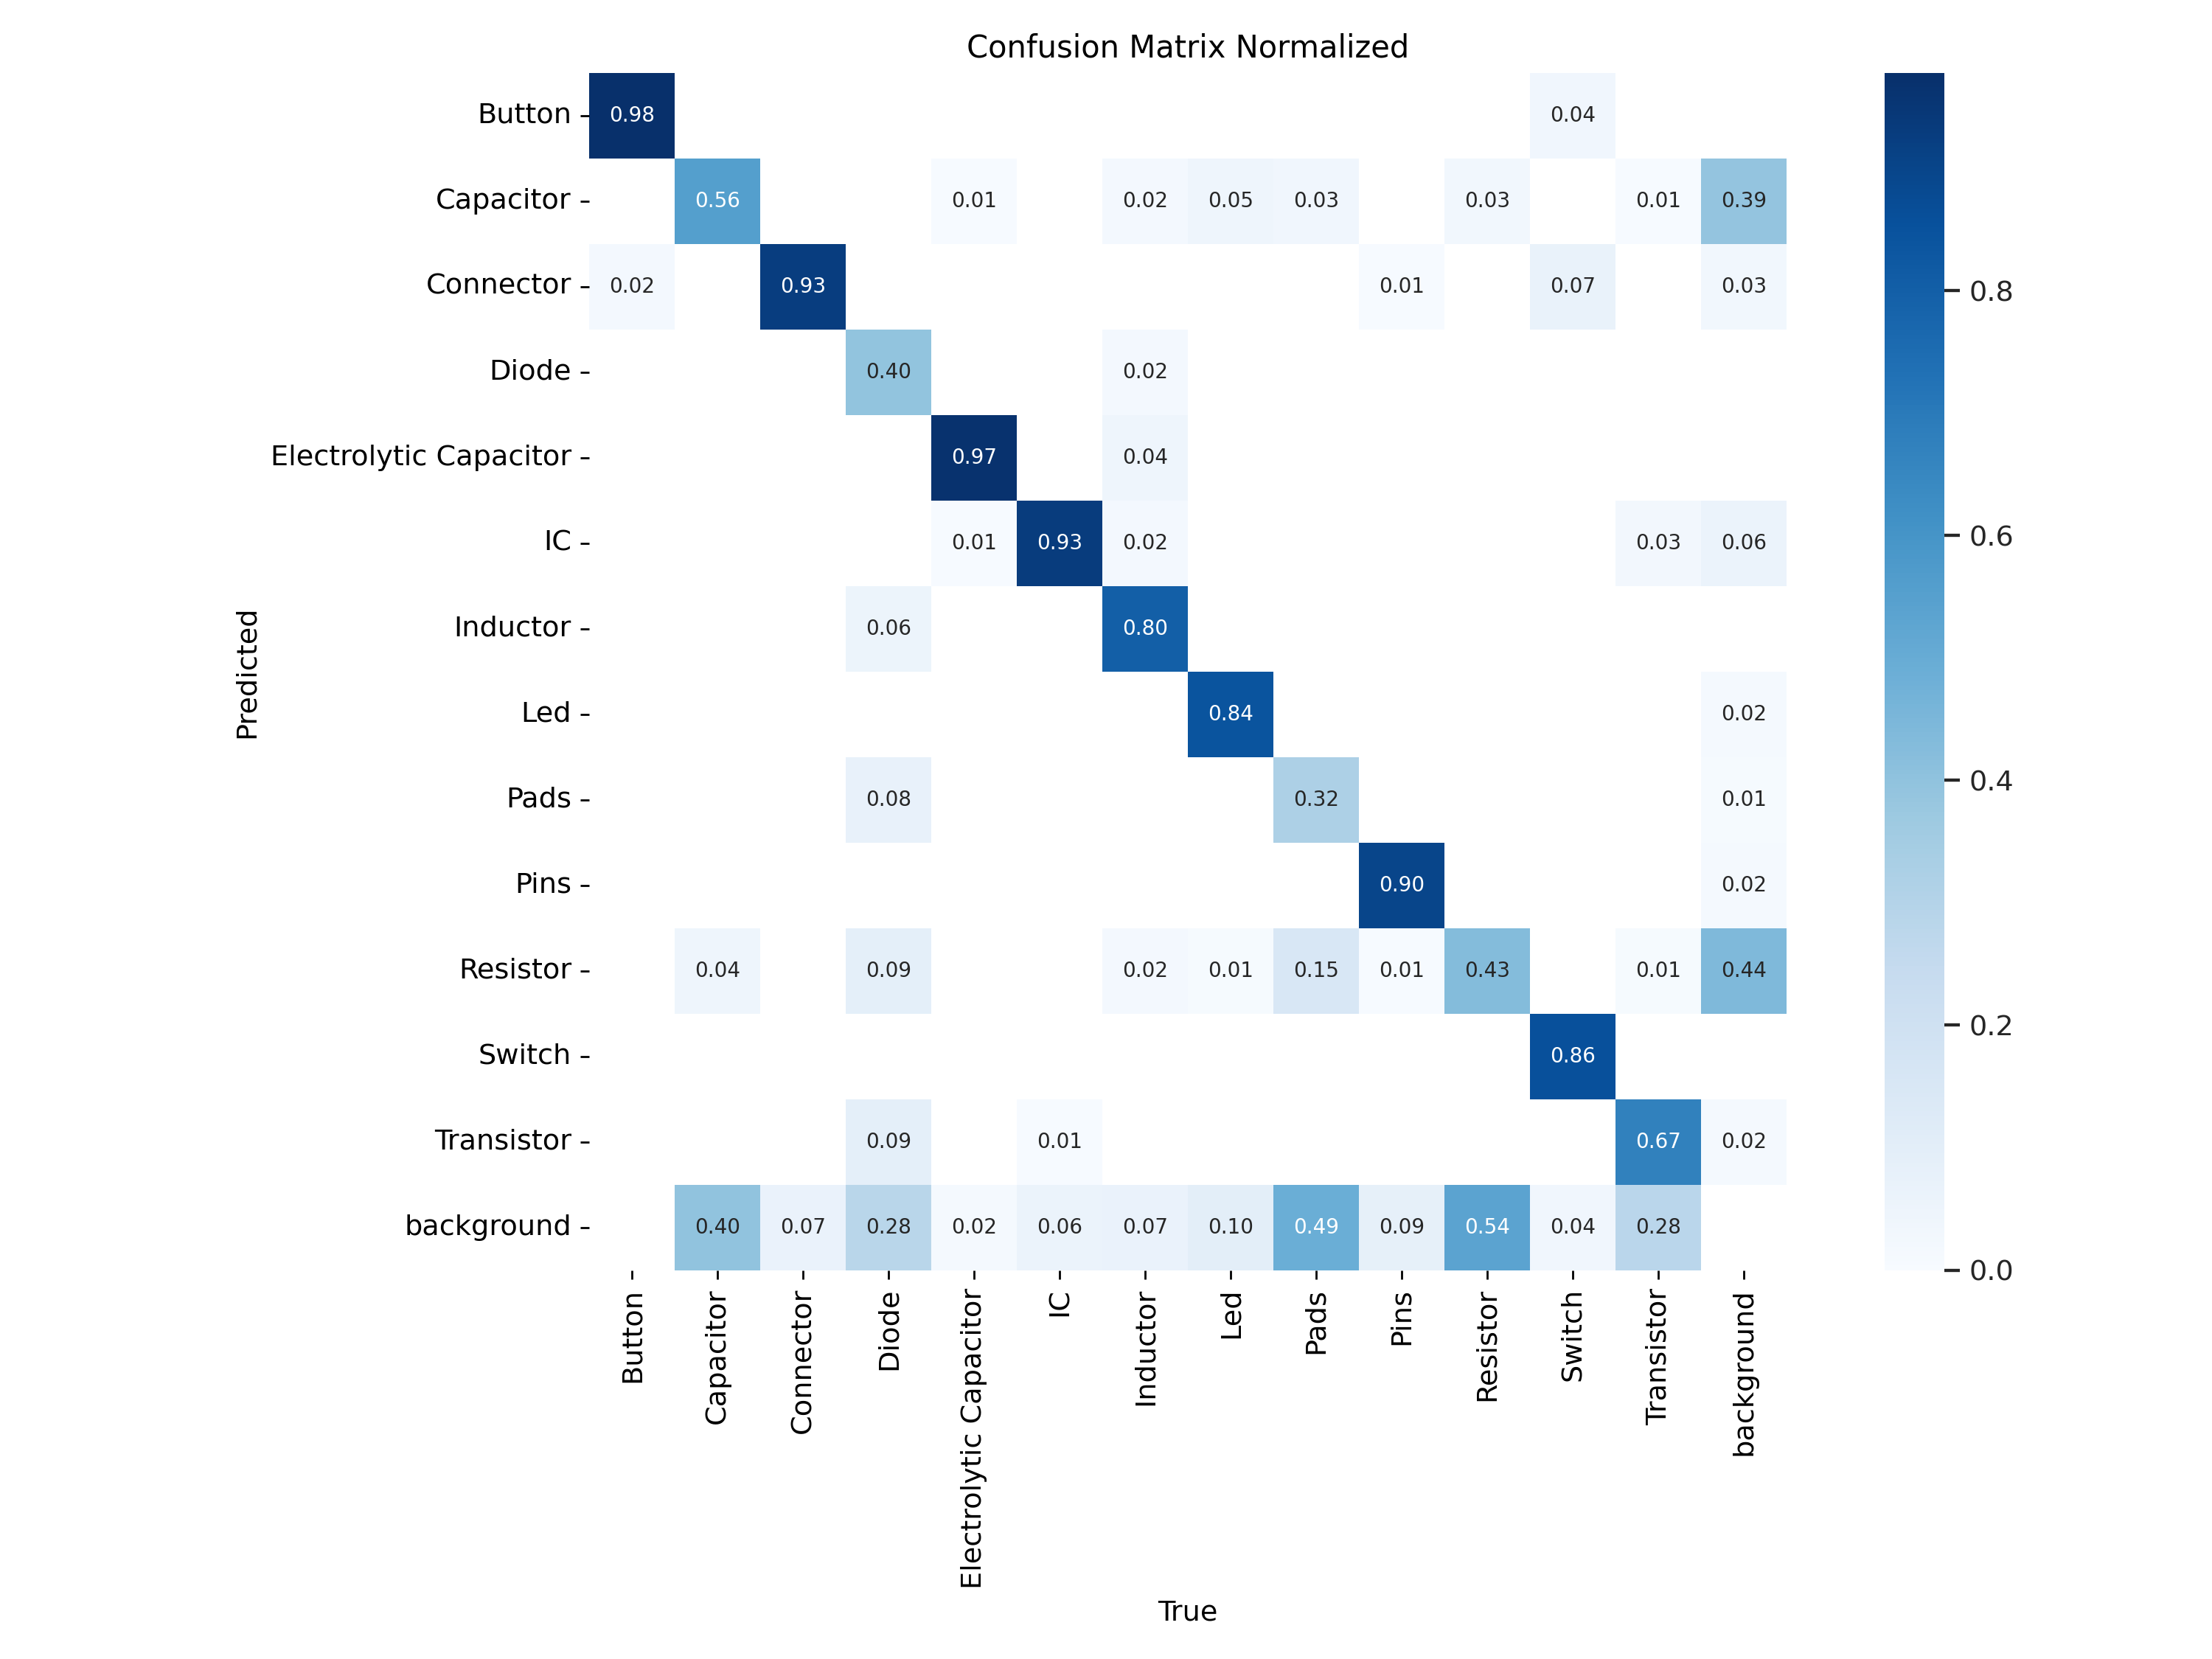 Confusion Matrix Normalized
Button 0.98 0.04
Capacitor 0.56 0.01 0.02 0.05 0.03 0.03 0.01 0.39
Connector 0.02 0.93 0.01 0.07 0.03
Diode 0.40 0.02
Electrolytic Capacitor 0.97 0.04
IC 0.01 0.93 0.02 0.03 0.06
Inductor 0.06 0.80
Led 0.84 0.02
Pads 0.08 0.32 0.01
Pins 0.90 0.02
Resistor 0.04 0.09 0.02 0.01 0.15 0.01 0.43 0.01 0.44
Switch 0.86
Transistor 0.09 0.01 0.67 0.02
background 0.40 0.07 0.28 0.02 0.06 0.07 0.10 0.49 0.09 0.54 0.04 0.28
Predicted
Button
Capacitor
Connector
Diode
Electrolytic Capacitor
IC
Inductor
Led
Pads
Pins
Resistor
Switch
Transistor
background
True
0.8
0.6
0.4
0.2
0.0